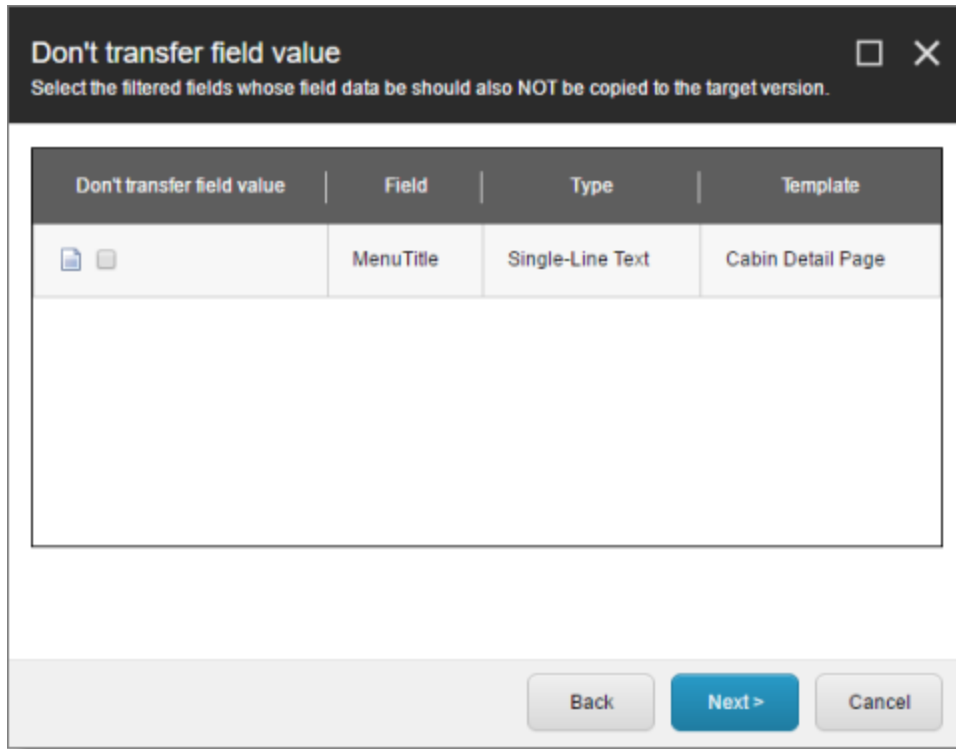 Don't transfer field value
Select the filtered fields whose field data be should also NOT be copied to the target version.
Don't transfer field value Field Type Template
MenuTitle Single-Line Text Cabin Detail Page
Back Next > Cancel